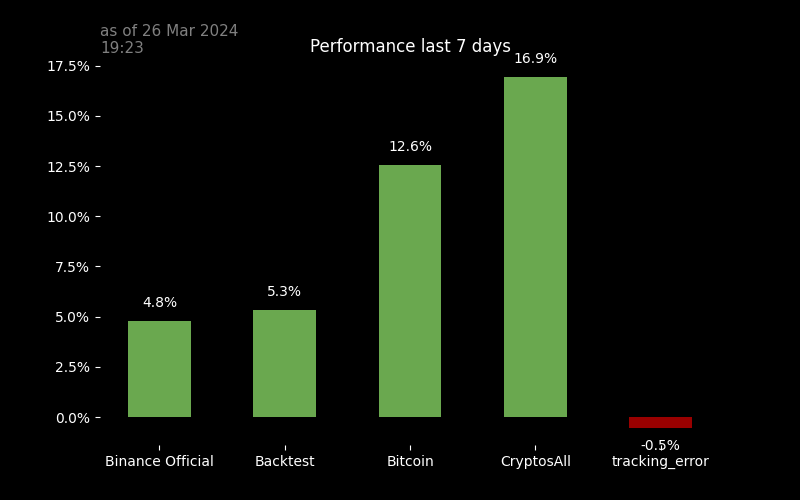 as of 26 Mar 2024
19:23
Performance last 7 days
17.5%
15.0%
12.5%
10.0%
7.5%
5.0%
2.5%
0.0%
4.8%
5.3%
12.6%
16.9%
-0.5%
Binance Official
Backtest
Bitcoin
CryptosAll
tracking_error